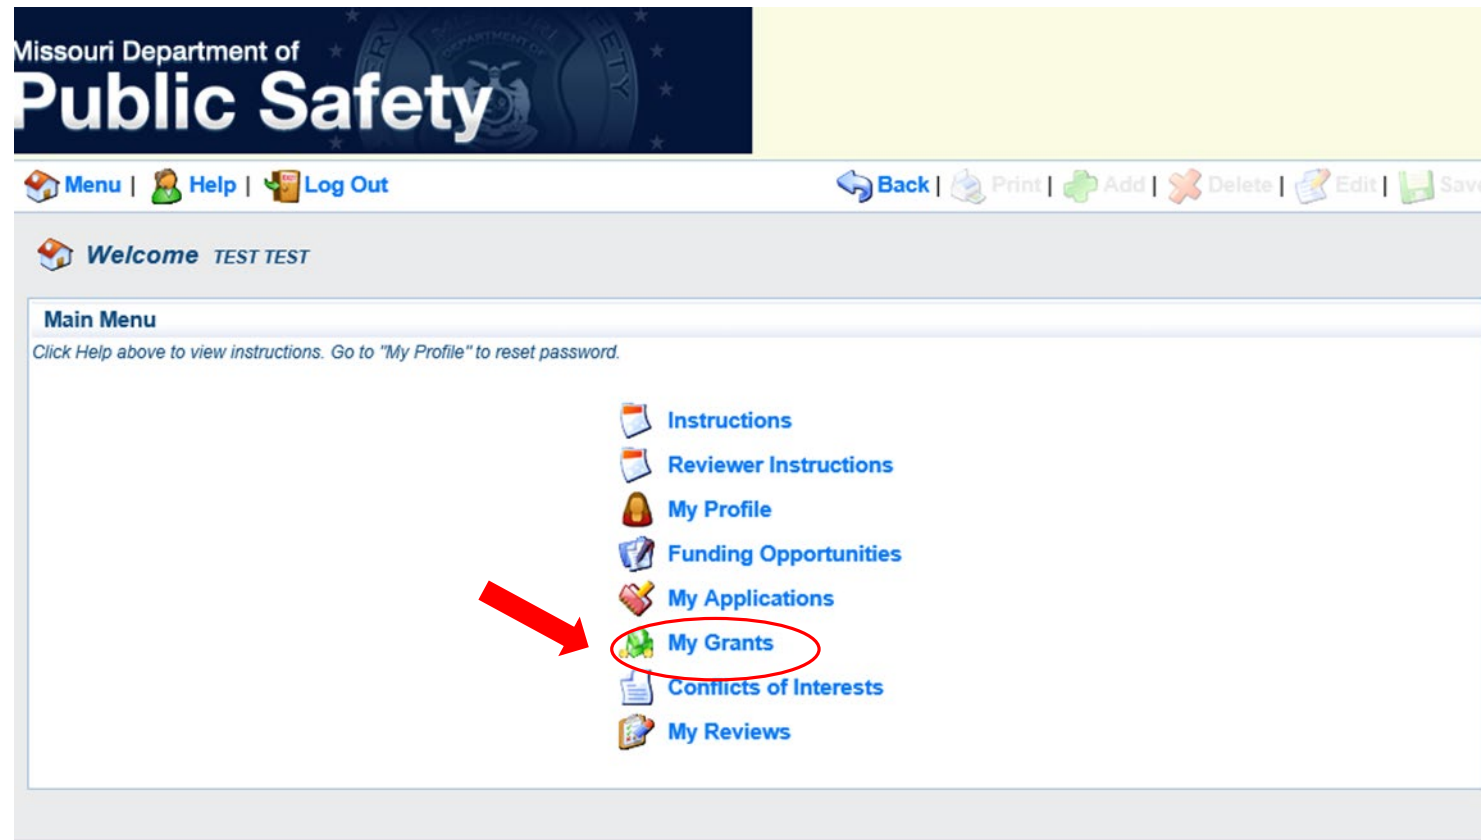 Missouri Department of
Public Safety
Menu | Help | Log Out
Back | Print | Add | Delete | Edit | Save
Welcome TEST TEST
Main Menu
Click Help above to view instructions. Go to "My Profile" to reset password.
Instructions
Reviewer Instructions
My Profile
Funding Opportunities
My Applications
My Grants
Conflicts of Interests
My Reviews